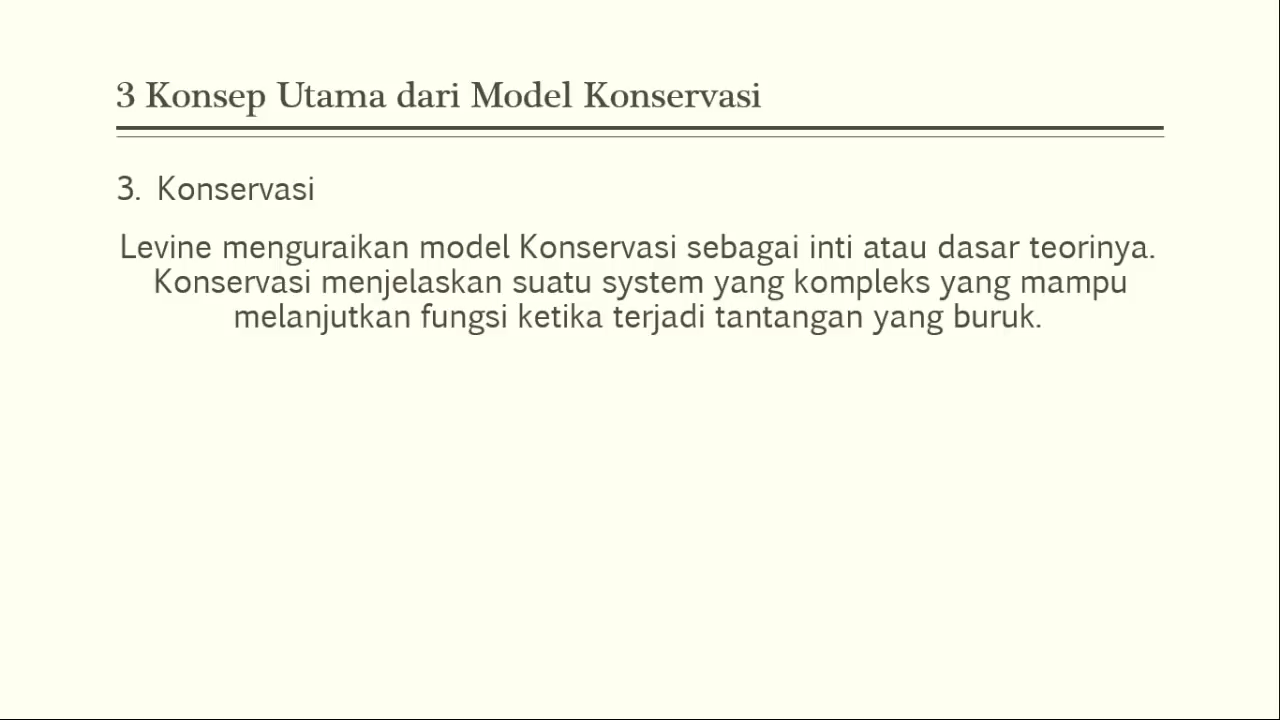 3 Konsep Utama dari Model Konservasi
3. Konservasi
Levine menguraikan model Konservasi sebagai inti atau dasar teorinya.
Konservasi menjelaskan suatu system yang kompleks yang mampu
melanjutkan fungsi ketika terjadi tantangan yang buruk.